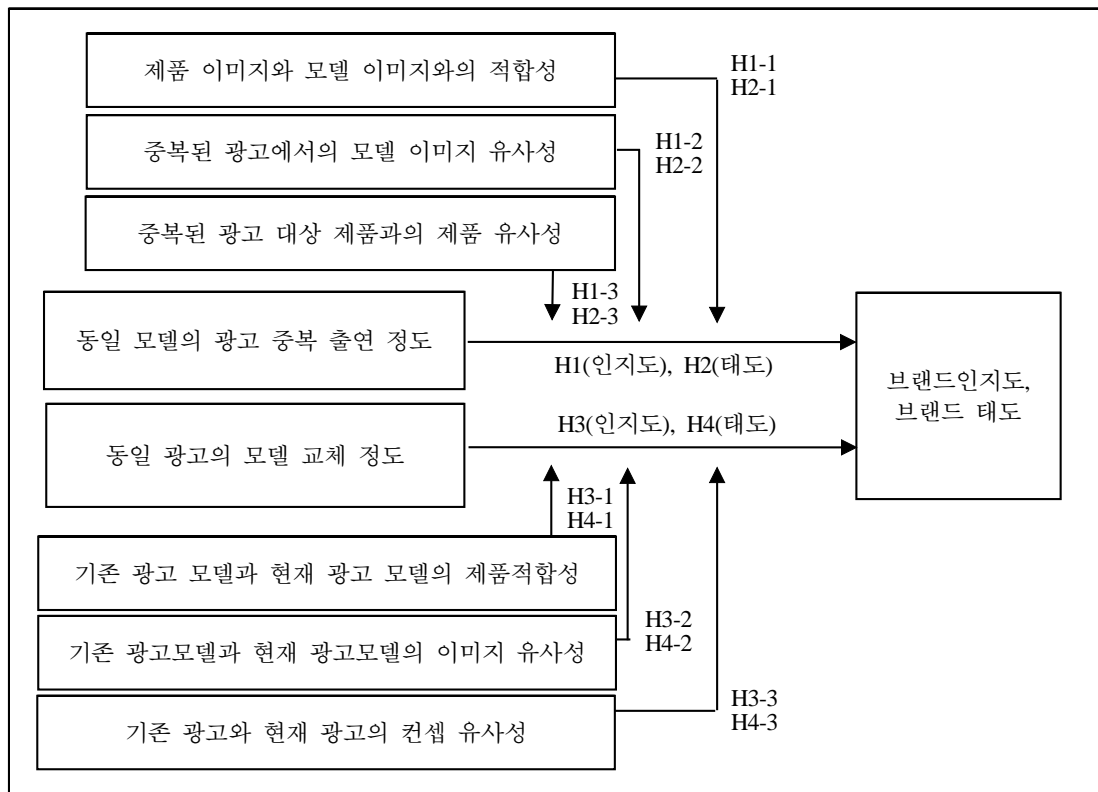 제품 이미지와 모델 이미지와의 적합성
H1-1
H2-1
중복된 광고에서의 모델 이미지 유사성
H1-2
H2-2
중복된 광고 대상 제품과의 제품 유사성
H1-3
H2-3
동일 모델의 광고 중복 출연 정도
H1(인지도), H2(태도)
브랜드인지도,
브랜드 태도
H3(인지도), H4(태도)
동일 광고의 모델 교체 정도
H3-1
H4-1
기존 광고 모델과 현재 광고 모델의 제품적합성
H3-2
H4-2
기존 광고모델과 현재 광고모델의 이미지 유사성
H3-3
H4-3
기존 광고와 현재 광고의 컨셉 유사성